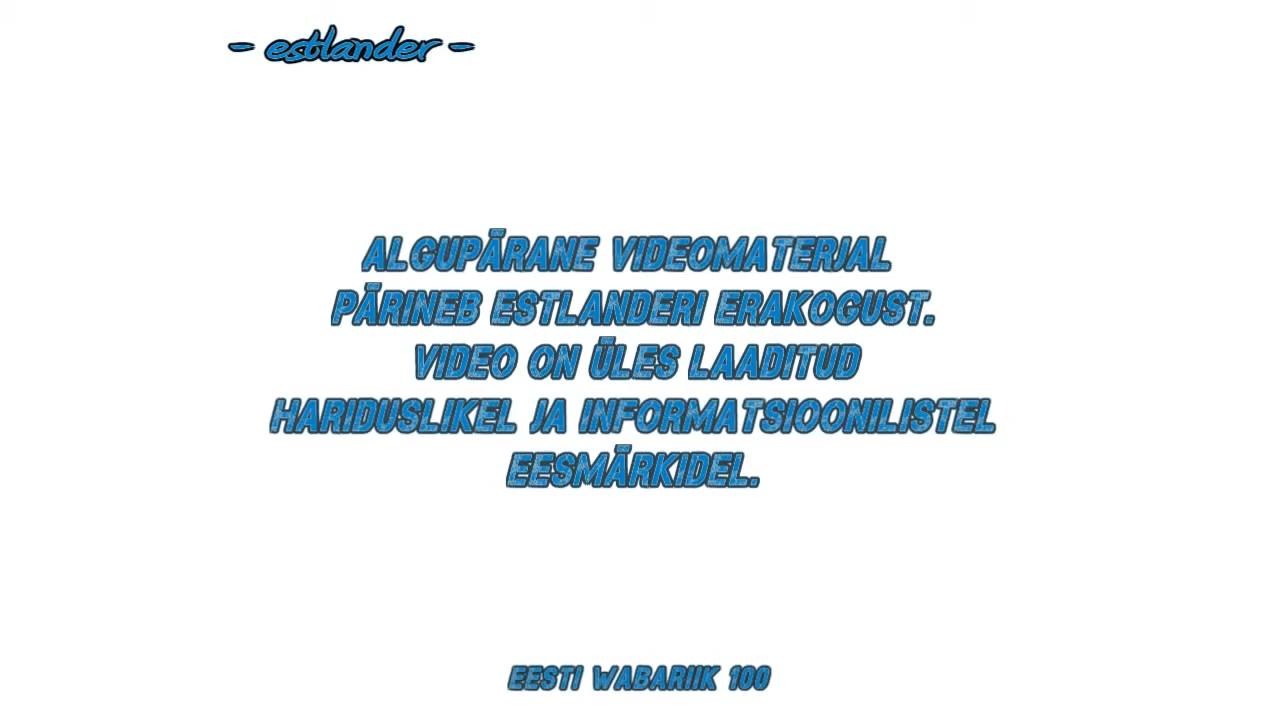 - estlander -
ALGUPÄRANE VIDEOMATERJAL
PÄRINEB ESTLANDERI ERAKOGUST.
VIDEO ON ÜLES LAADITUD
HARIDUSLIKEL JA INFORMATSIOONILISTEL
EESMÄRKIDEL.
EESTI WABARIIK 100